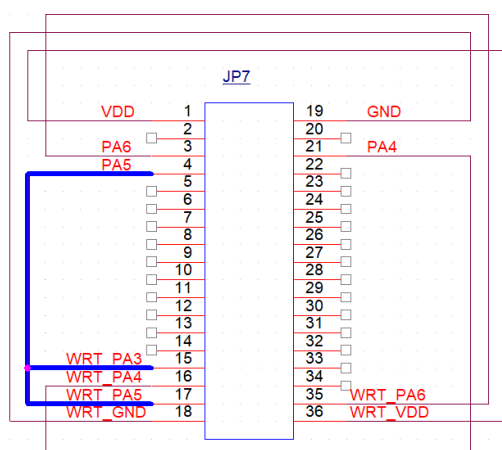 JP7
VDD 1 19 GND
2 20
PA6 3 21 PA4
PA5 4 22
5 23
6 24
7 25
8 26
9 27
10 28
11 29
12 30
13 31
14 32
WRT_PA3 15 33
WRT_PA4 16 34
WRT_PA5 17 35 WRT_PA6
WRT_GND 18 36 WRT_VDD